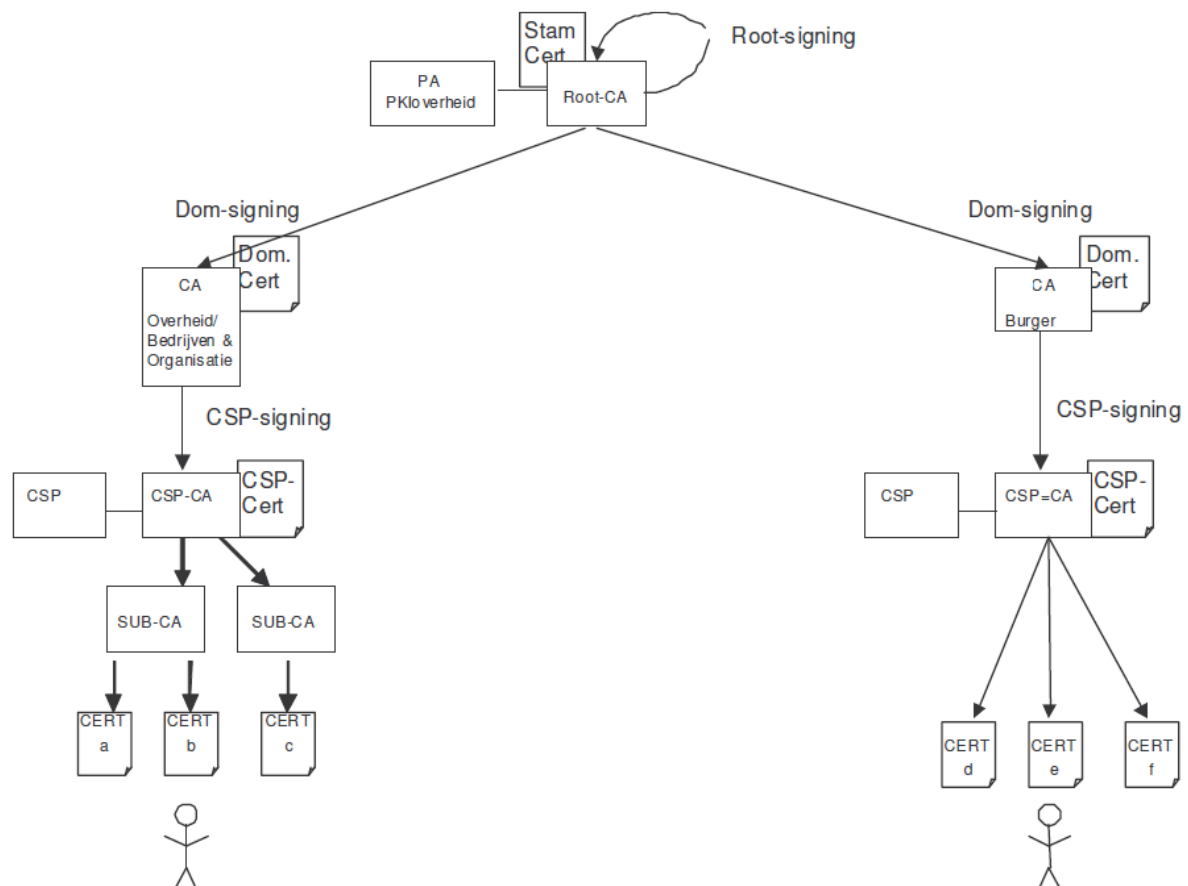 Stam
Cert
Root-signing
PA
PKIoverheid
Root-CA
Dom-signing
Dom-signing
Dom.
Cert
Dom.
Cert
CA
Overheid/
Bedrijven &
Organisatie
CA
Burger
CSP-signing
CSP-signing
CSP
CSP-CA
CSP-
Cert
CSP
CSP=CA
CSP-
Cert
SUB-CA
SUB-CA
CERT
a
CERT
b
CERT
c
CERT
d
CERT
e
CERT
f